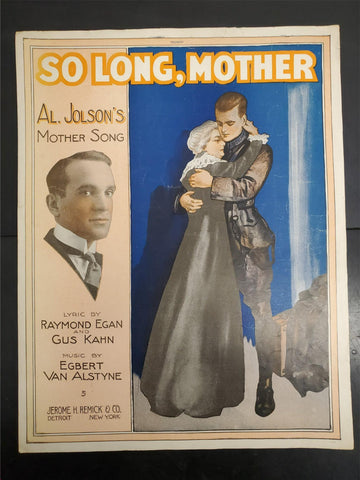 SO LONG, MOTHER
AL. JOLSON'S
MOTHER SONG
LYRIC BY
RAYMOND EGAN
AND
GUS KAHN
MUSIC BY
EGBERT
VAN ALSTYNE
5
JEROME H. REMICK & CO.
DETROIT NEW YORK